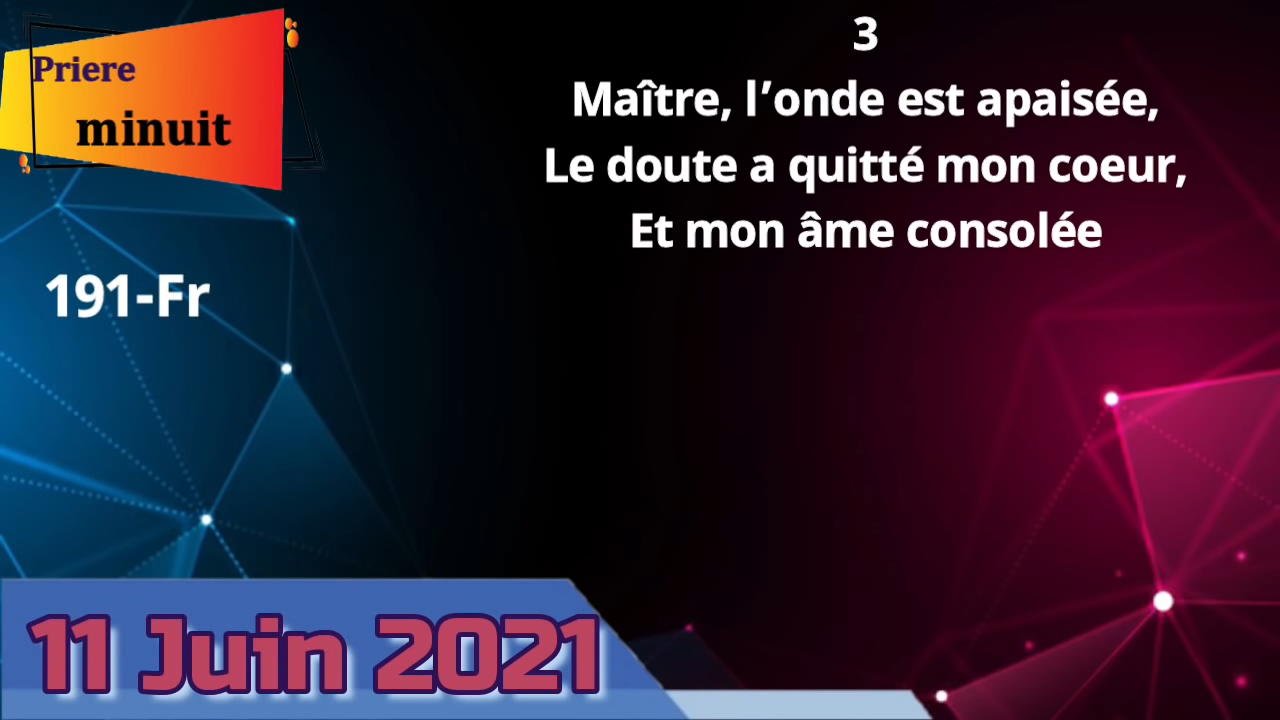 Priere
minuit
191-Fr
3
Maître, l’onde est apaisée,
Le doute a quitté mon coeur,
Et mon âme consolée
11 Juin 2021